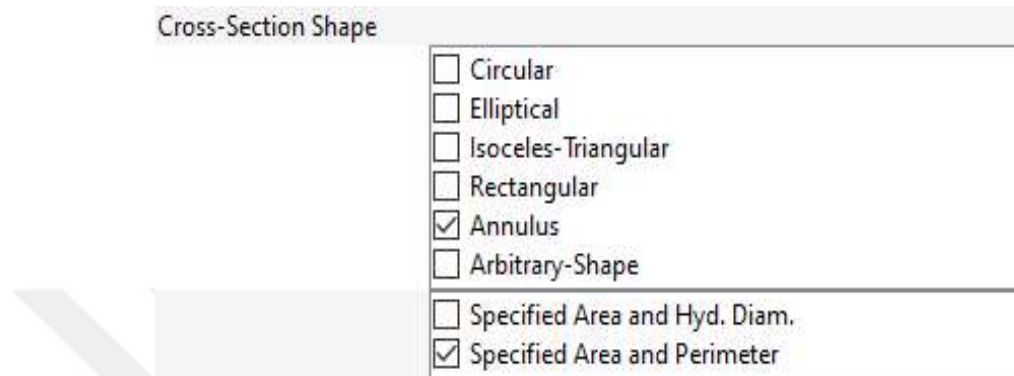 Cross-Section Shape
Circular
Elliptical
Isoceles-Triangular
Rectangular
Annulus
Arbitrary-Shape
Specified Area and Hyd. Diam.
Specified Area and Perimeter